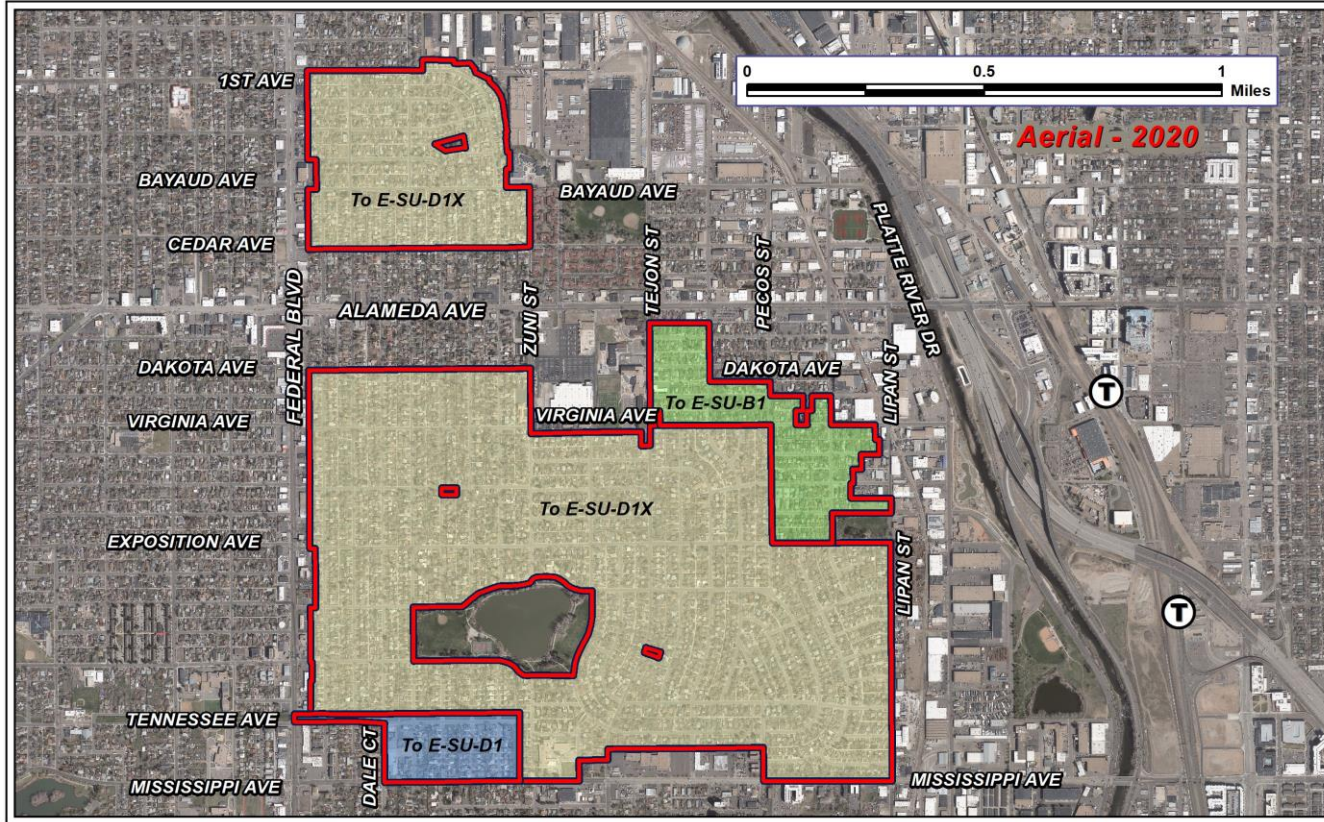 0 0.5 1
Miles
1ST AVE
Aerial - 2020
BAYAUD AVE
BAYAUD AVE
To E-SU-D1X
CEDAR AVE
TEJON ST
PECOS ST
PLATTE RIVER DR
FEDERAL BLVD
ALAMEDA AVE
ZUNI ST
DAKOTA AVE
DAKOTA AVE
LIPAN ST
T
To E-SU-B1
VIRGINIA AVE
VIRGINIA AVE
To E-SU-D1X
EXPOSITION AVE
LIPAN ST
T
TENNESSEE AVE
DALE CT
To E-SU-D1
MISSISSIPPI AVE
MISSISSIPPI AVE